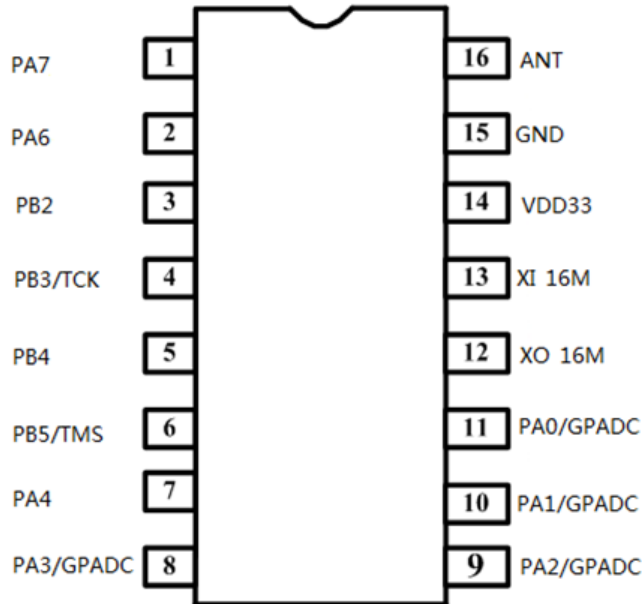 PA7 1 16 ANT
PA6 2 15 GND
PB2 3 14 VDD33
PB3/TCK 4 13 XI 16M
PB4 5 12 XO 16M
PB5/TMS 6 11 PA0/GPADC
PA4 7 10 PA1/GPADC
PA3/GPADC 8 9 PA2/GPADC